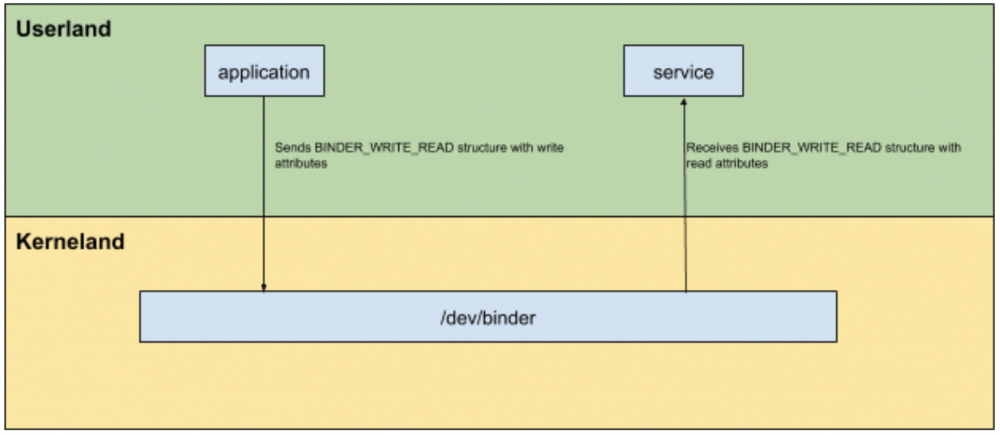 Userland
application
service
Sends BINDER_WRITE_READ structure with write
attributes
Receives BINDER_WRITE_READ structure with
read attributes
Kerneland
/dev/binder